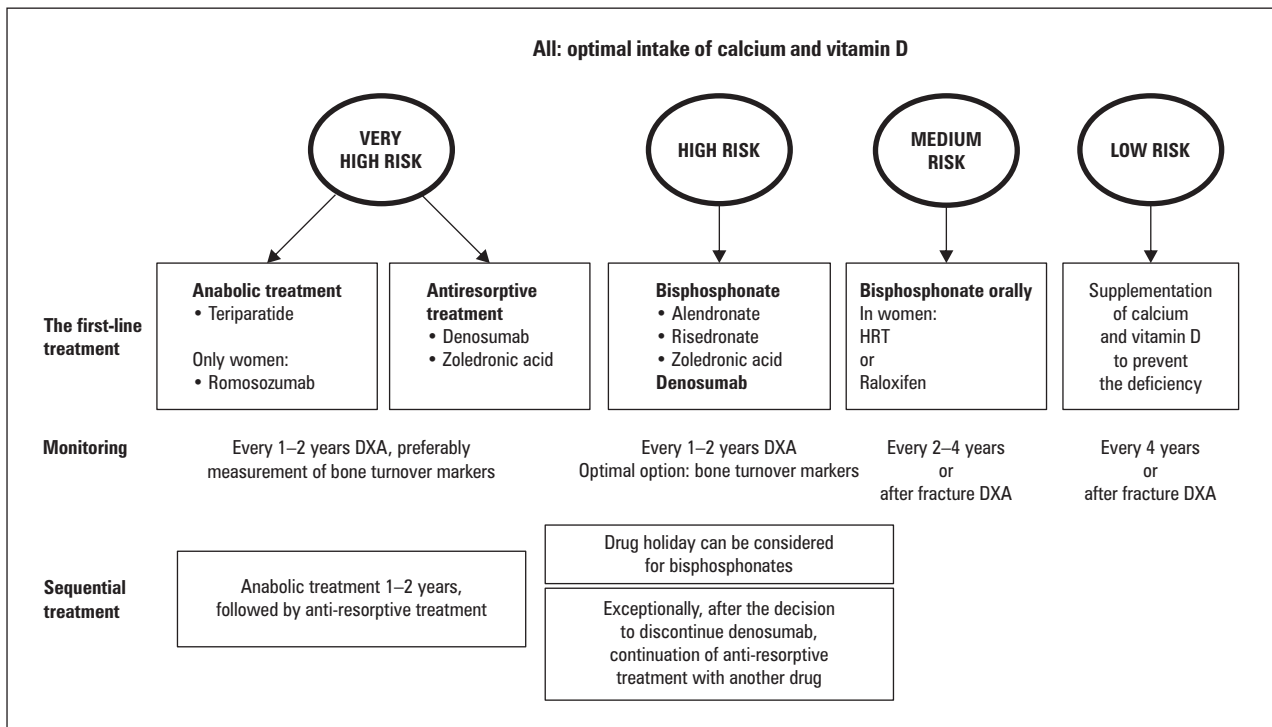 All: optimal intake of calcium and vitamin D
VERY
HIGH RISK
HIGH RISK
MEDIUM
RISK
LOW RISK
The first-line
treatment
Anabolic treatment
• Teriparatide
Only women:
• Romosozumab
Antiresorptive
treatment
• Denosumab
• Zoledronic acid
Bisphosphonate
• Alendronate
• Risedronate
• Zoledronic acid
Denosumab
Bisphosphonate orally
In women:
HRT
or
Raloxifen
Supplementation
of calcium
and vitamin D
to prevent
the deficiency
Monitoring
Every 1–2 years DXA, preferably
measurement of bone turnover markers
Every 1–2 years DXA
Optimal option: bone turnover markers
Every 2–4 years
or
after fracture DXA
Every 4 years
or
after fracture DXA
Sequential
treatment
Anabolic treatment 1–2 years,
followed by anti-resorptive treatment
Drug holiday can be considered
for bisphosphonates
Exceptionally, after the decision
to discontinue denosumab,
continuation of anti-resorptive
treatment with another drug